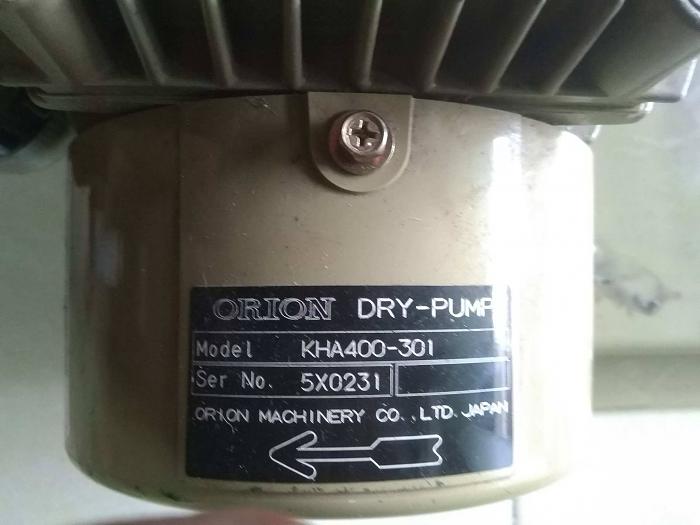 ORION DRY-PUMP
Model KHA400-301
Ser No. 5X0231
ORION MACHINERY CO., LTD. JAPAN